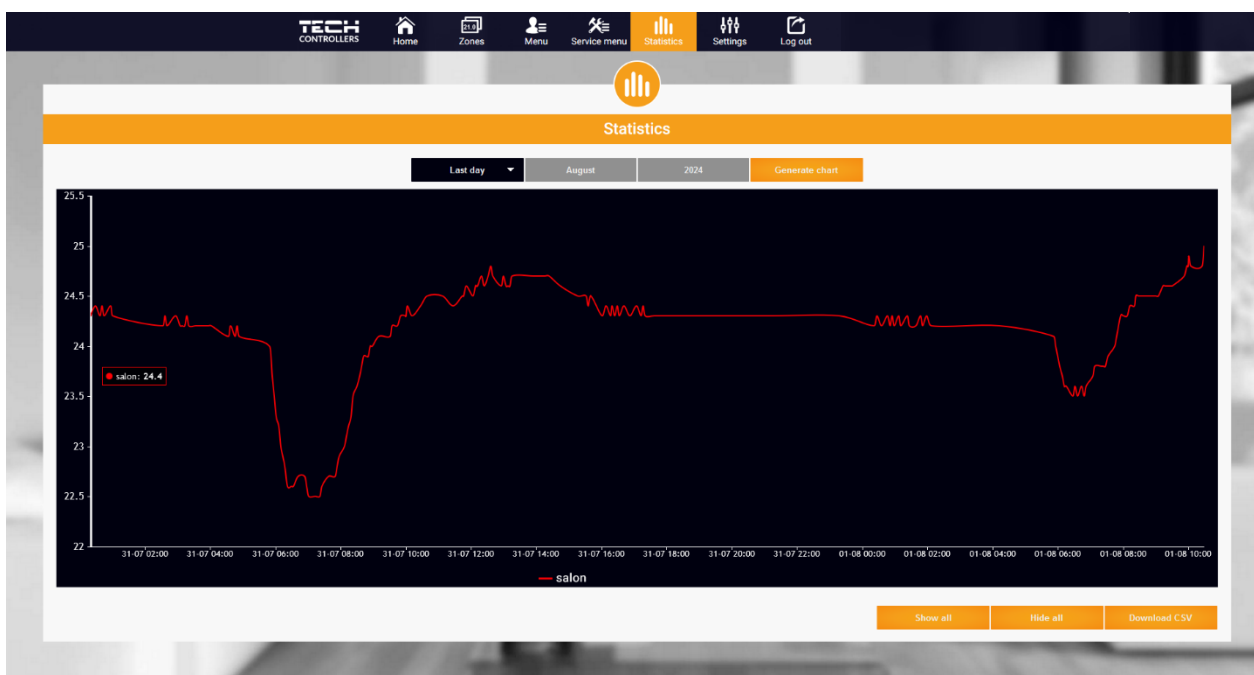 TECH
CONTROLLERS
Home
21.0
Zones
Menu
Service menu
Statistics
Settings
Log out
Statistics
Last day
August
2024
Generate chart
25.5
25
24.5
24
salon: 24.4
23.5
23
22.5
22
31-07 02:00 31-07 04:00 31-07 06:00 31-07 08:00 31-07 10:00 31-07 12:00 31-07 14:00 31-07 16:00 31-07 18:00 31-07 20:00 31-07 22:00 01-08 00:00 01-08 02:00 01-08 04:00 01-08 06:00 01-08 08:00 01-08 10:00
salon
Show all
Hide all
Download CSV